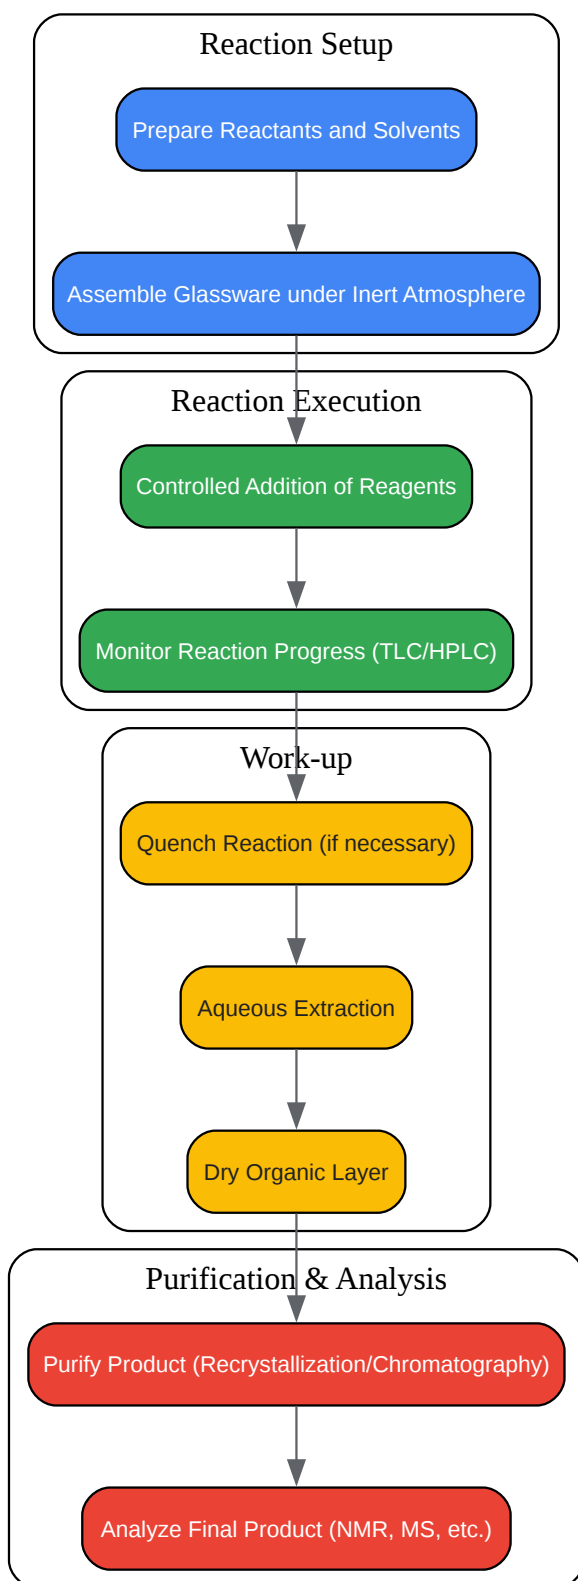 Reaction Setup
Prepare Reactants and Solvents
Assemble Glassware under Inert Atmosphere
Reaction Execution
Controlled Addition of Reagents
Monitor Reaction Progress (TLC/HPLC)
Work-up
Quench Reaction (if necessary)
Aqueous Extraction
Dry Organic Layer
Purification & Analysis
Purify Product (Recrystallization/Chromatography)
Analyze Final Product (NMR, MS, etc.)